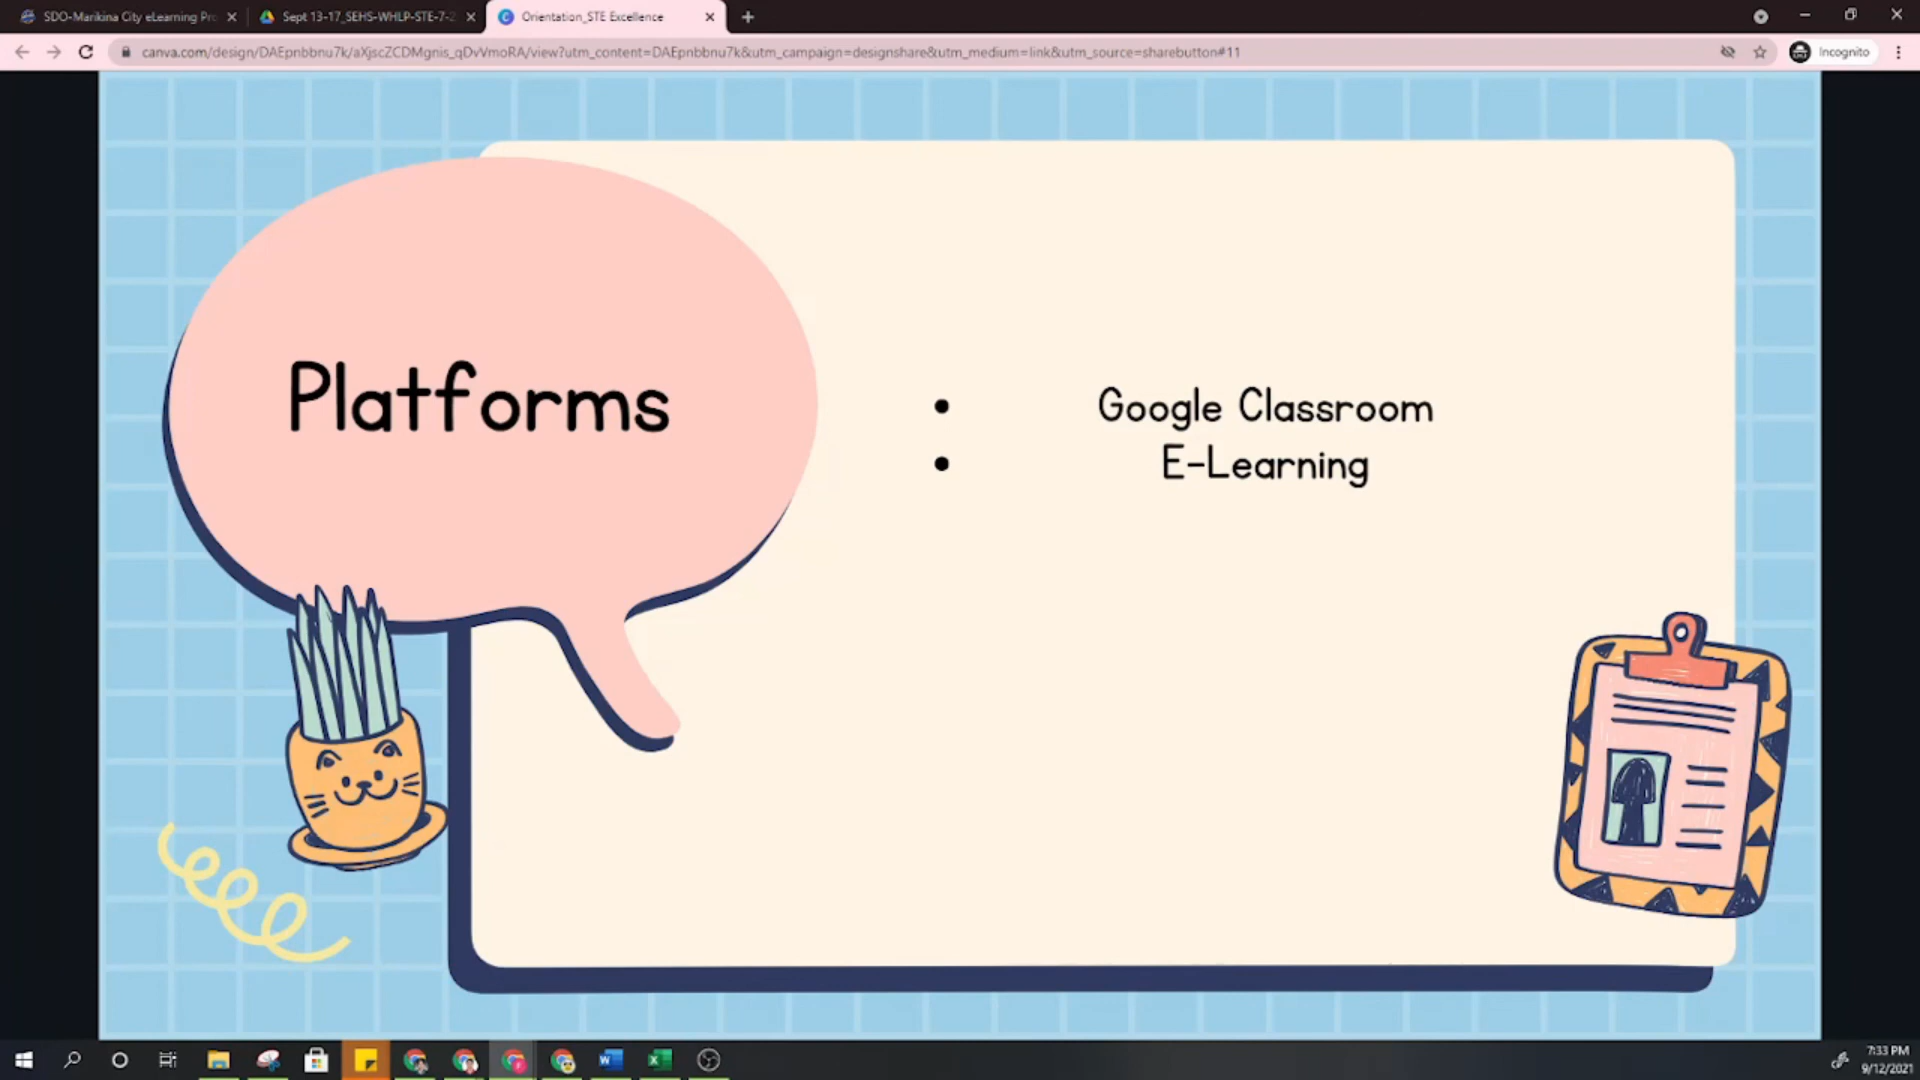 SDO-Marikina City eLearning Pro
Sept 13-17_SEHS-WHLP-STE-7-2
Orientation_STE Excellence
canva.com/design/DAEpnbbnu7k/aXjscZCDMgnis_qDvVmoRA/view?utm_content=DAEpnbbnu7k&utm_campaign=designshare&utm_medium=link&utm_source=sharebutton#11
Incognito
Platforms
• Google Classroom
• E-Learning
7:33 PM
9/12/2021